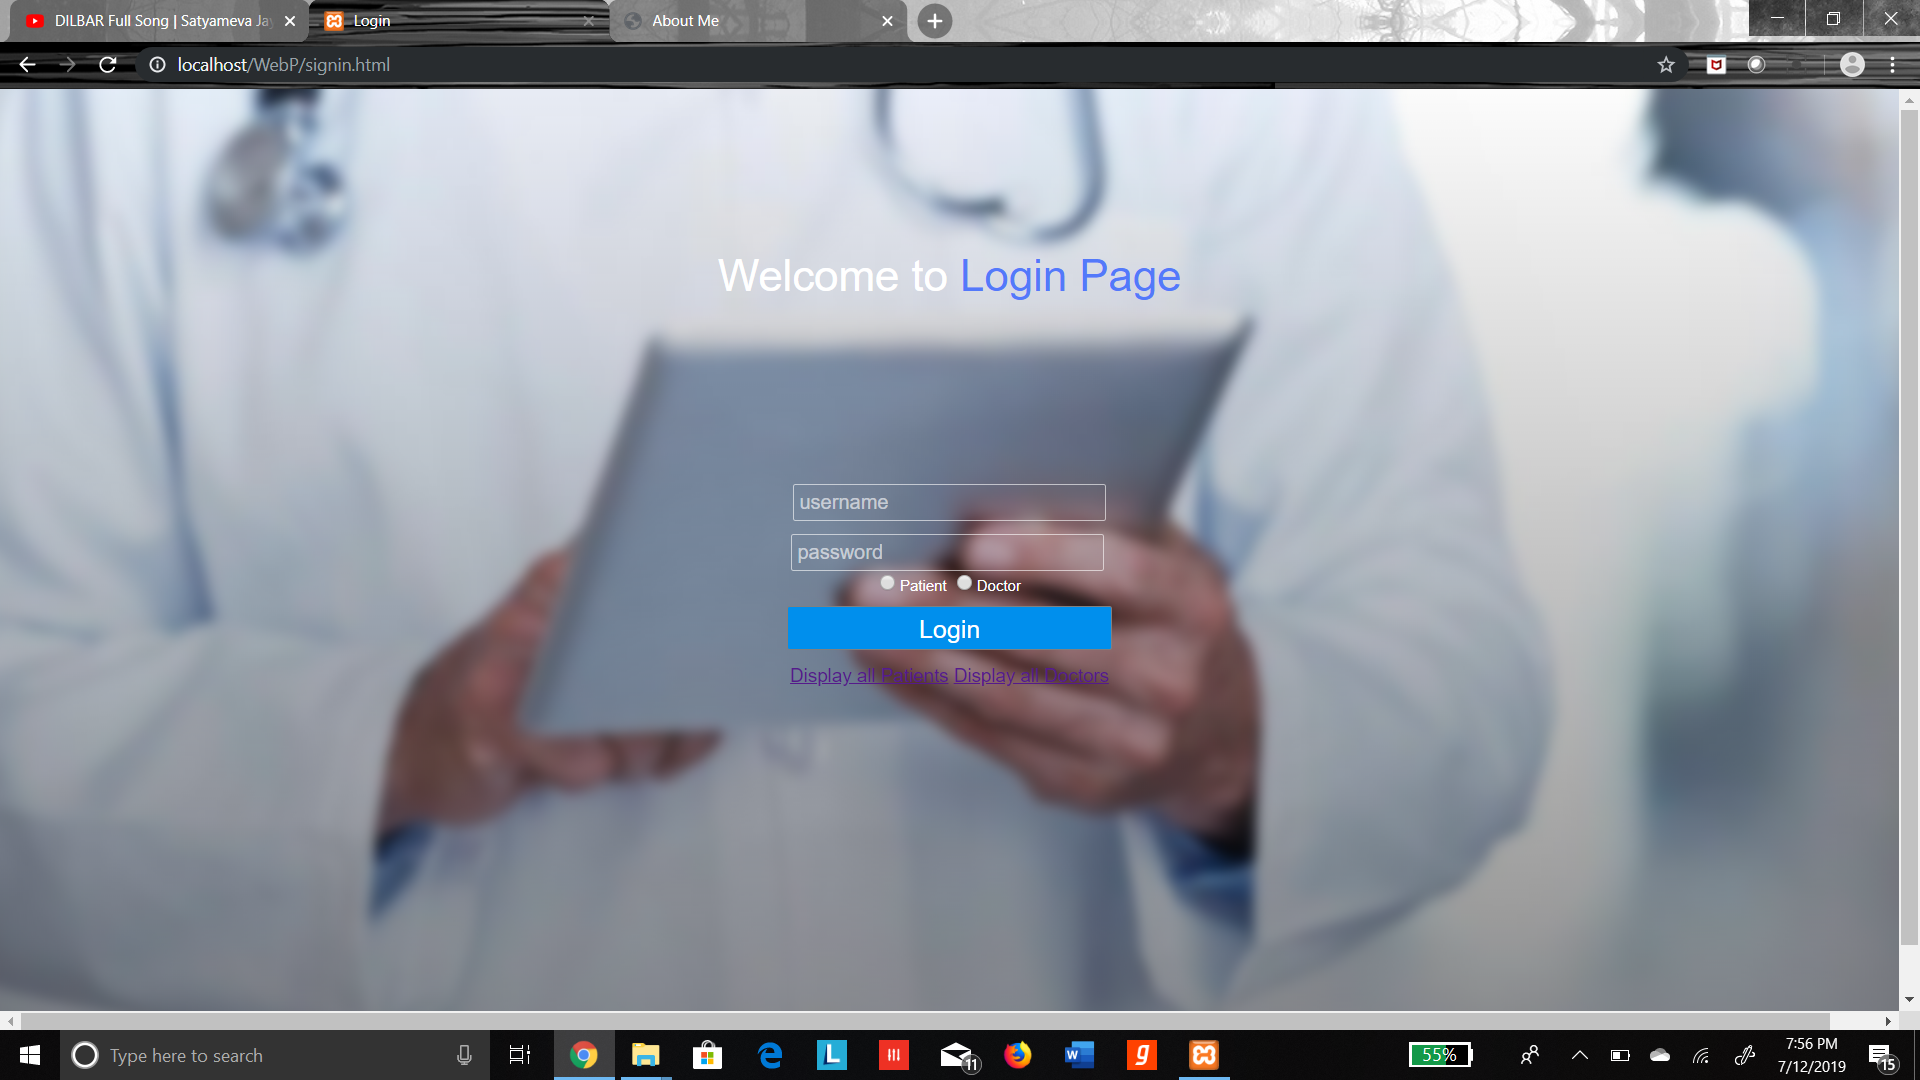 DILBAR Full Song | Satyameva Ja
Login
About Me
localhost/WebP/signin.html
Welcome to Login Page
username
password
Patient Doctor
Login
Display all Patients Display all Doctors
Type here to search
L
11
W
g
55%
7:56 PM
7/12/2019
15